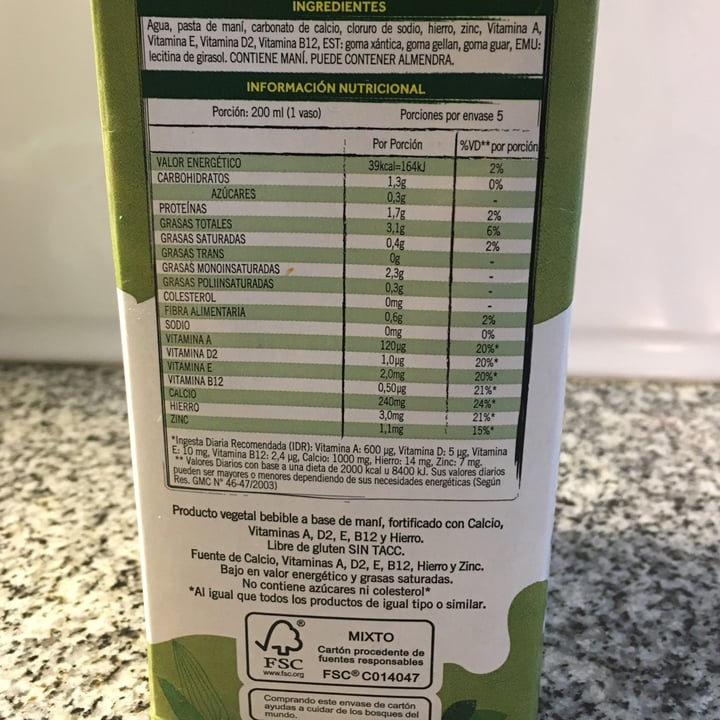 INGREDIENTES
Agua, pasta de maní, carbonato de calcio, cloruro de sodio, hierro, zinc, Vitamina A,
Vitamina E, Vitamina D2, Vitamina B12, EST: goma xántica, goma gellan, goma guar, EMU:
lecitina de girasol. CONTIENE MANÍ. PUEDE CONTENER ALMENDRA.
INFORMACIÓN NUTRICIONAL
Porción: 200 ml (1 vaso) Porciones por envase 5
Por Porción %VD** por porción
VALOR ENERGÉTICO 39kcal=164kJ 2%
CARBOHIDRATOS 1,3g 0%
AZÚCARES 0,3g -
PROTEÍNAS 1,7g 2%
GRASAS TOTALES 3,1g 6%
GRASAS SATURADAS 0,4g 2%
GRASAS TRANS 0g -
GRASAS MONOINSATURADAS 2,3g -
GRASAS POLIINSATURADAS 0,3g -
COLESTEROL 0mg -
FIBRA ALIMENTARIA 0,6g 2%
SODIO 0mg 0%
VITAMINA A 120µg 20%*
VITAMINA D2 1,0µg 20%*
VITAMINA E 2,0mg 20%*
VITAMINA B12 0,50µg 21%*
CALCIO 240mg 24%*
HIERRO 3,0mg 21%*
ZINC 1,1mg 15%*
*Ingesta Diaria Recomendada (IDR): Vitamina A: 600 µg, Vitamina D: 5 µg, Vitamina
E: 10 mg, Vitamina B12: 2,4 µg, Calcio: 1000 mg, Hierro: 14 mg, Zinc: 7 mg.
** Valores Diarios con base a una dieta de 2000 kcal u 8400 kJ. Sus valores diarios
pueden ser mayores o menores dependiendo de sus necesidades energéticas (Según
Res. GMC N° 46-47/2003)
Producto vegetal bebible a base de maní, fortificado con Calcio,
Vitaminas A, D2, E, B12 y Hierro.
Libre de gluten SIN TACC.
Fuente de Calcio, Vitaminas A, D2, E, B12, Hierro y Zinc.
Bajo en valor energético y grasas saturadas.
No contiene azúcares ni colesterol*
*Al igual que todos los productos de igual tipo o similar.
®
FSC
www.fsc.org
MIXTO
Cartón procedente de
fuentes responsables
FSC® C014047
Comprando este envase de cartón
ayudas a cuidar de los bosques del
mundo.